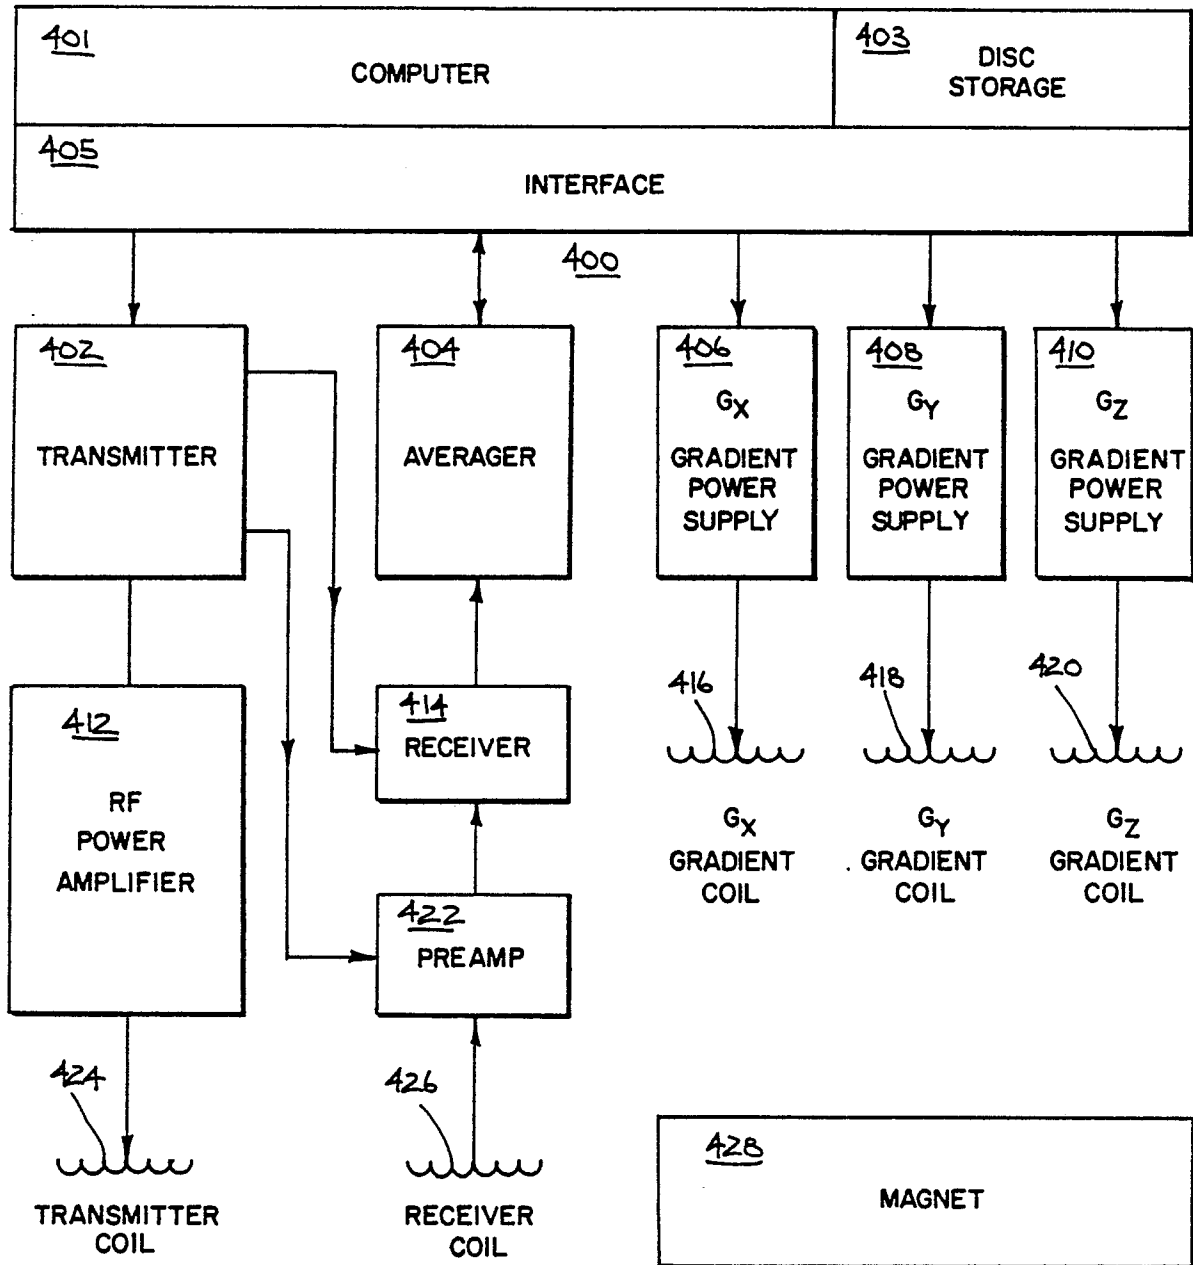 401
COMPUTER
403
DISC
STORAGE
405
INTERFACE
400
402
TRANSMITTER
404
AVERAGER
406
GX
GRADIENT
POWER
SUPPLY
408
GY
GRADIENT
POWER
SUPPLY
410
GZ
GRADIENT
POWER
SUPPLY
412
RF
POWER
AMPLIFIER
414
RECEIVER
416
418
420
GX
GRADIENT
COIL
GY
GRADIENT
COIL
GZ
GRADIENT
COIL
422
PREAMP
424
TRANSMITTER
COIL
426
RECEIVER
COIL
428
MAGNET